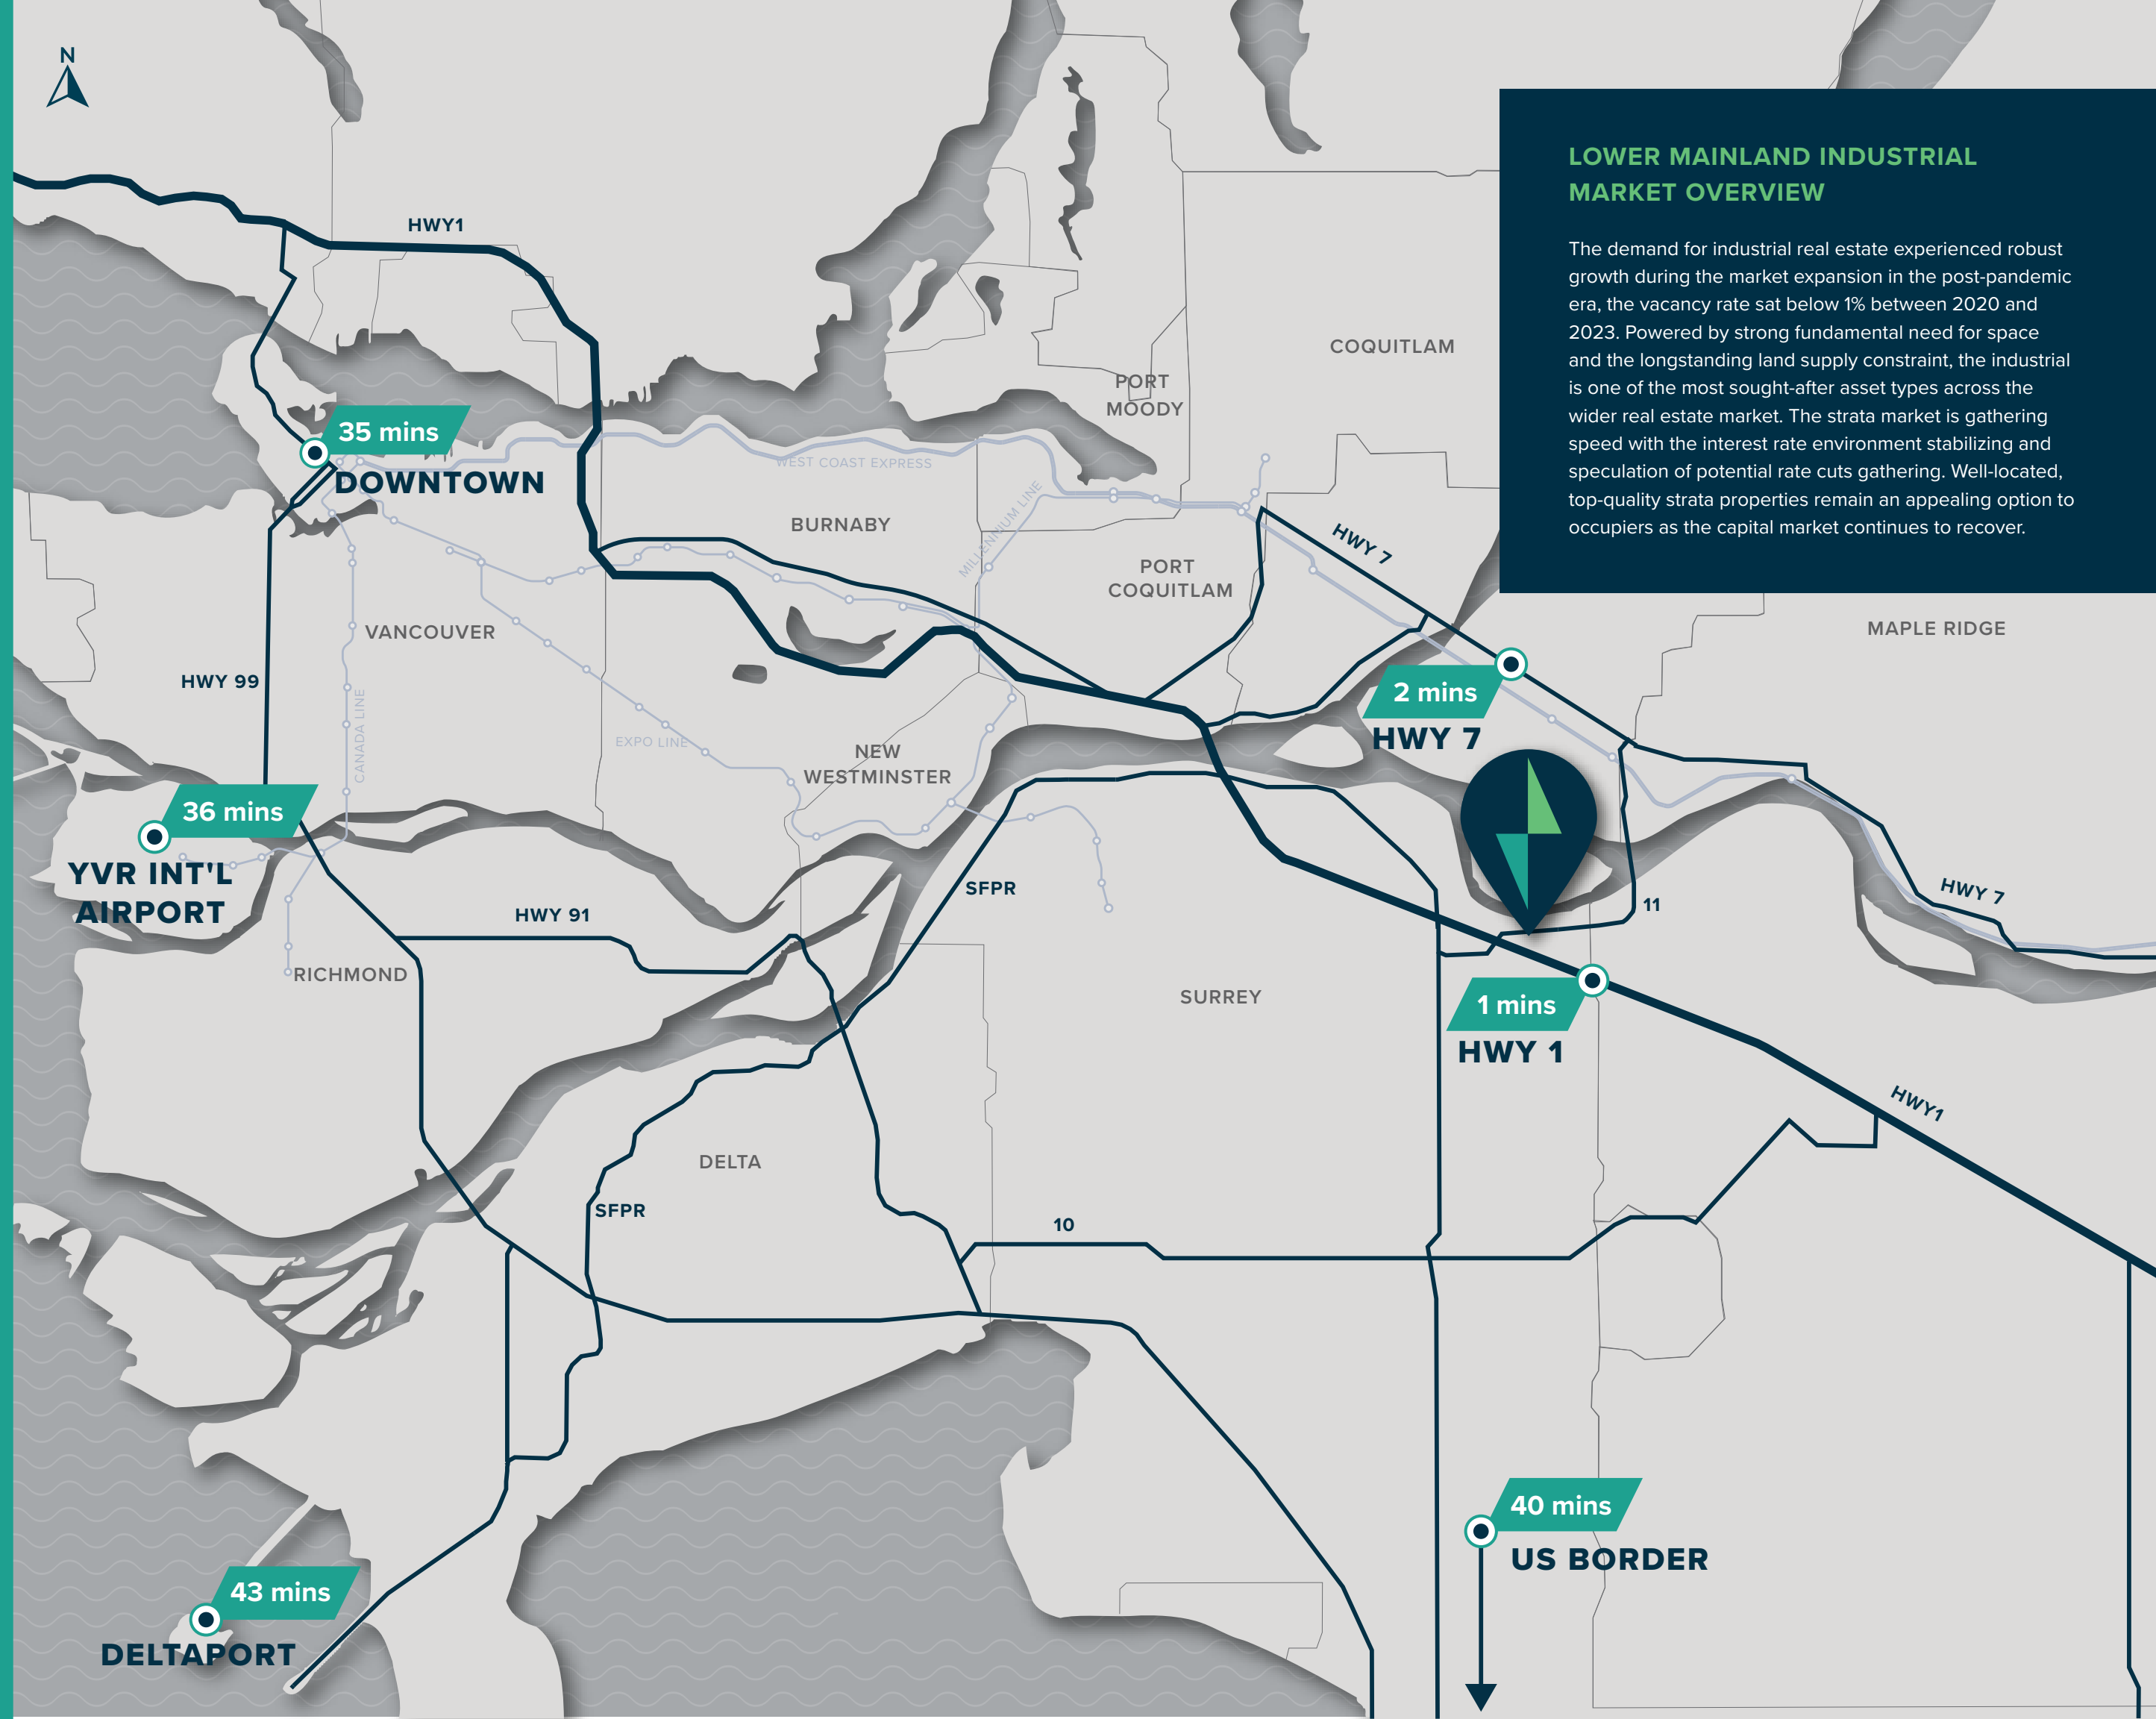 N
LOWER MAINLAND INDUSTRIAL
MARKET OVERVIEW
The demand for industrial real estate experienced robust
growth during the market expansion in the post-pandemic
era, the vacancy rate sat below 1% between 2020 and
2023. Powered by strong fundamental need for space
and the longstanding land supply constraint, the industrial
is one of the most sought-after asset types across the
wider real estate market. The strata market is gathering
speed with the interest rate environment stabilizing and
speculation of potential rate cuts gathering. Well-located,
top-quality strata properties remain an appealing option to
occupiers as the capital market continues to recover.
HWY1
COQUITLAM
PORT
MOODY
35 mins
DOWNTOWN
WEST COAST EXPRESS
MILLENNIUM LINE
BURNABY
HWY 7
PORT
COQUITLAM
VANCOUVER
MAPLE RIDGE
HWY 99
2 mins
HWY 7
CANADA LINE
EXPO LINE
NEW
WESTMINSTER
36 mins
YVR INT'L
AIRPORT
SFPR
HWY 7
11
HWY 91
RICHMOND
SURREY
1 mins
HWY 1
HWY1
DELTA
SFPR
10
40 mins
US BORDER
43 mins
DELTAPORT